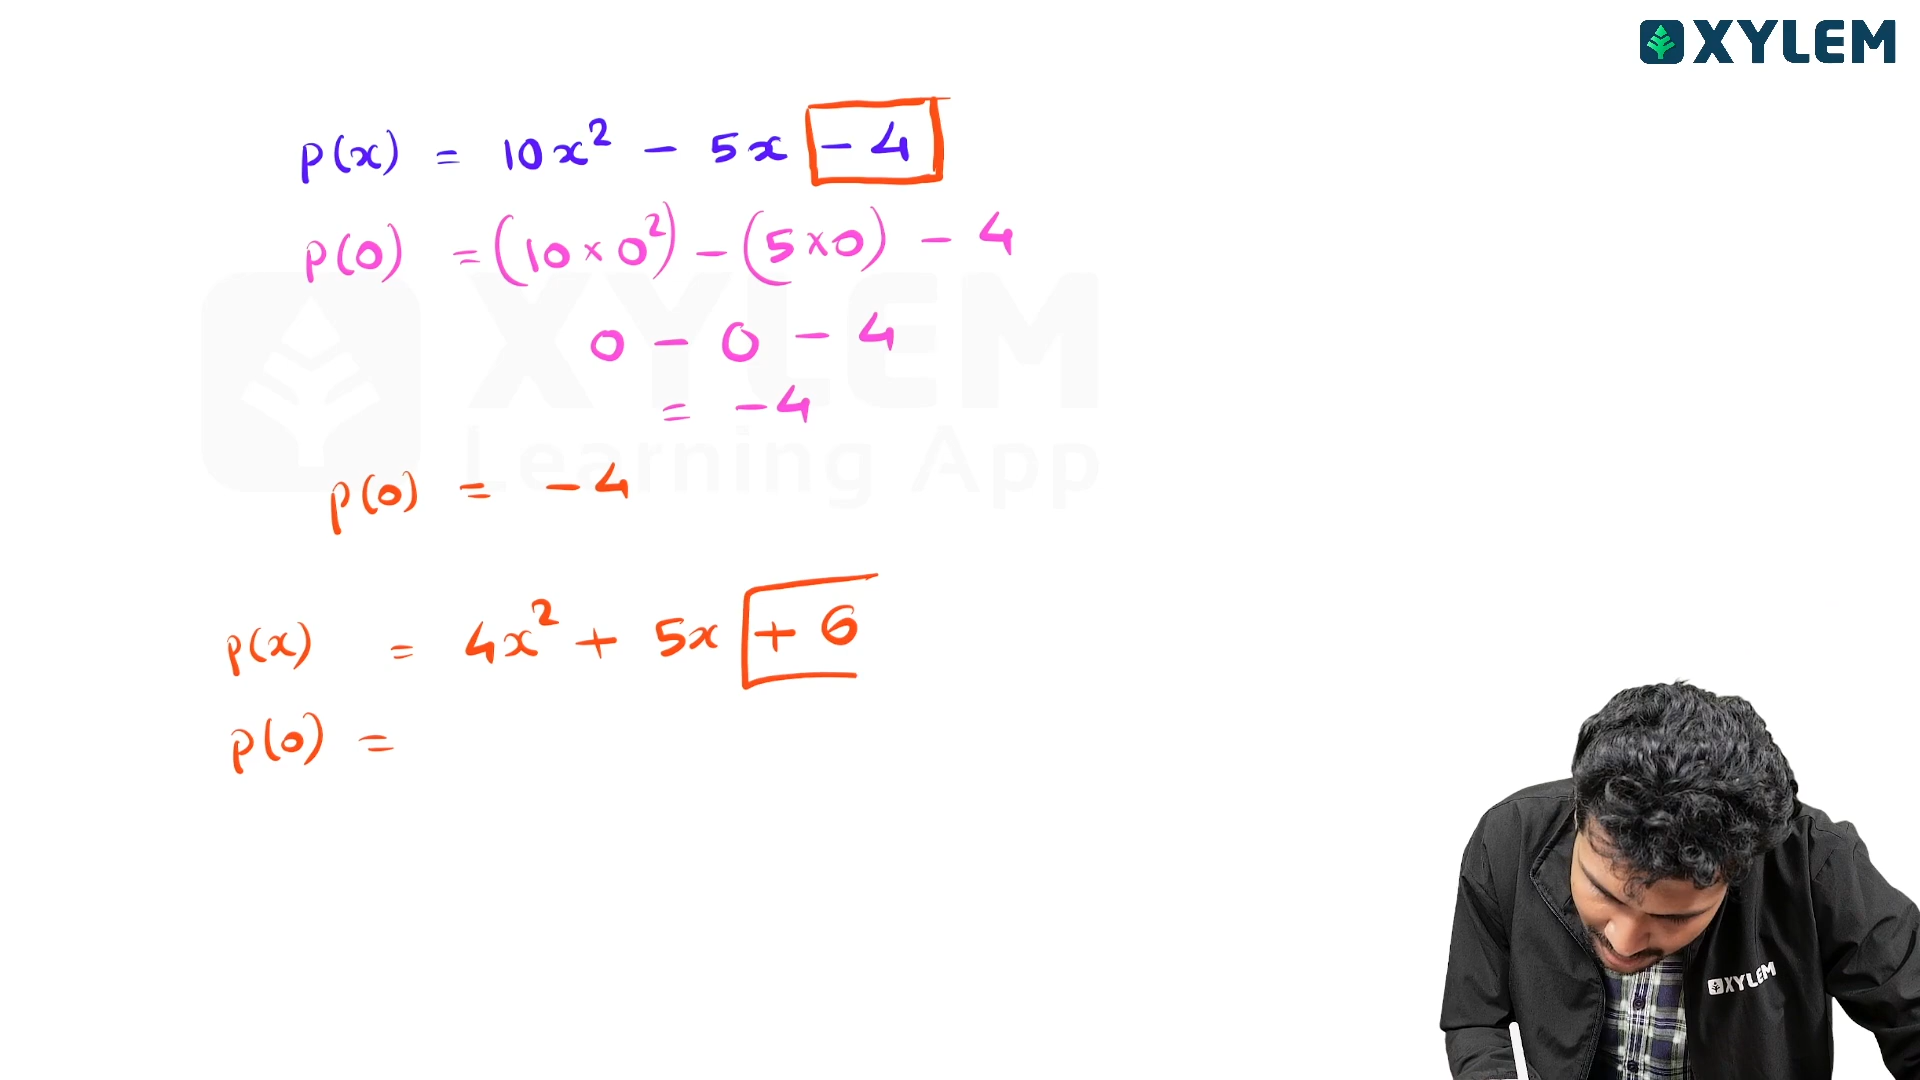 XYLEM
p(x) = 10x² - 5x - 4
p(0) = (10 × 0²) - (5 × 0) - 4
0 - 0 - 4
= -4
p(0) = -4
p(x) = 4x² + 5x + 6
p(0) =
XYLEM
Learning App
XYLEM